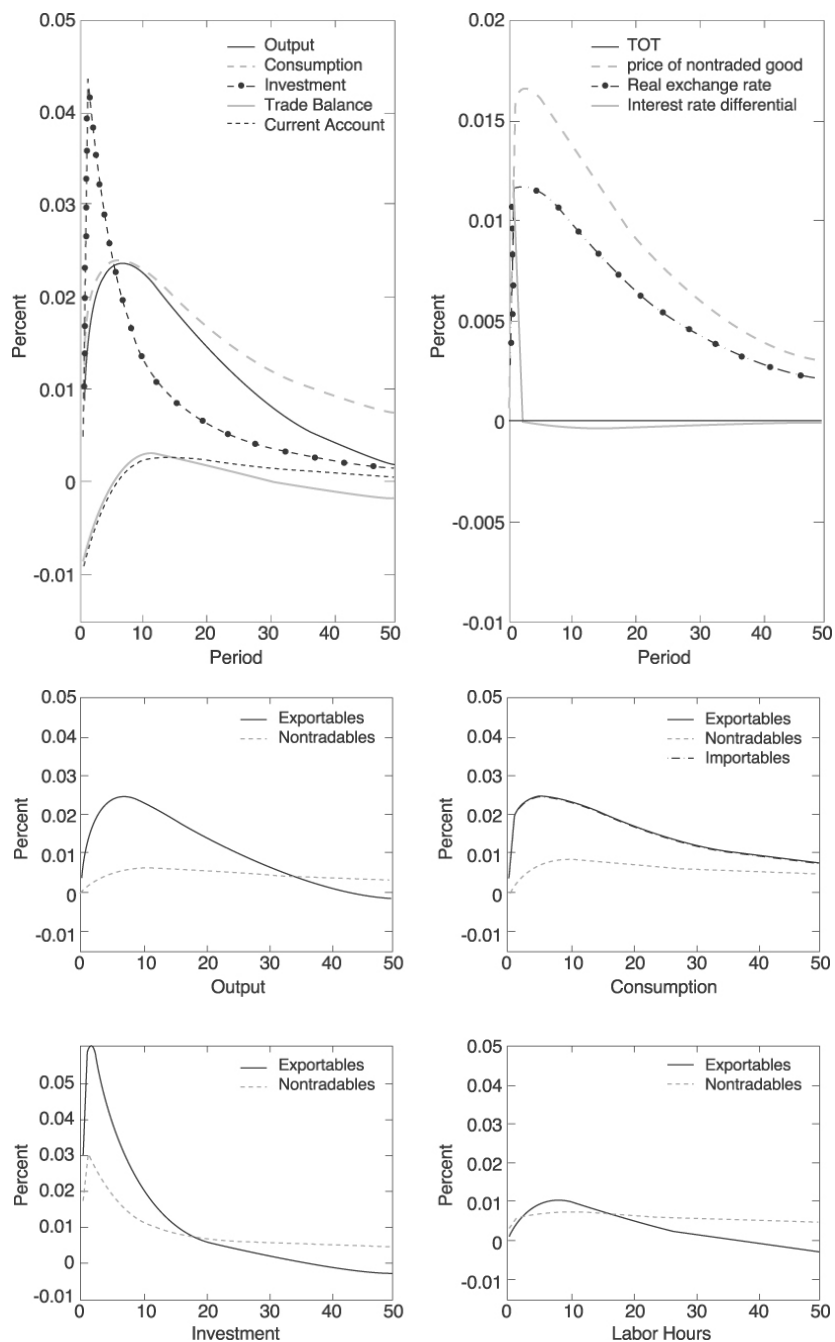 0.05
0.04
0.03
0.02
0.01
0
-0.01
Percent
Output
Consumption
Investment
Trade Balance
Current Account
0 10 20 30 40 50
Period
0.02
0.015
0.01
0.005
0
-0.005
-0.01
Percent
TOT
price of nontraded good
Real exchange rate
Interest rate differential
0 10 20 30 40 50
Period
0.05
0.04
0.03
0.02
0.01
0
-0.01
Percent
Exportables
Nontradables
0 10 20 30 40 50
Output
0.05
0.04
0.03
0.02
0.01
0
-0.01
Percent
Exportables
Nontradables
Importables
0 10 20 30 40 50
Consumption
0.05
0.04
0.03
0.02
0.01
0
0.01
Percent
Exportables
Nontradables
0 10 20 30 40 50
Investment
0.05
0.04
0.03
0.02
0.01
0
-0.01
Percent
Exportables
Nontradables
0 10 20 30 40 50
Labor Hours